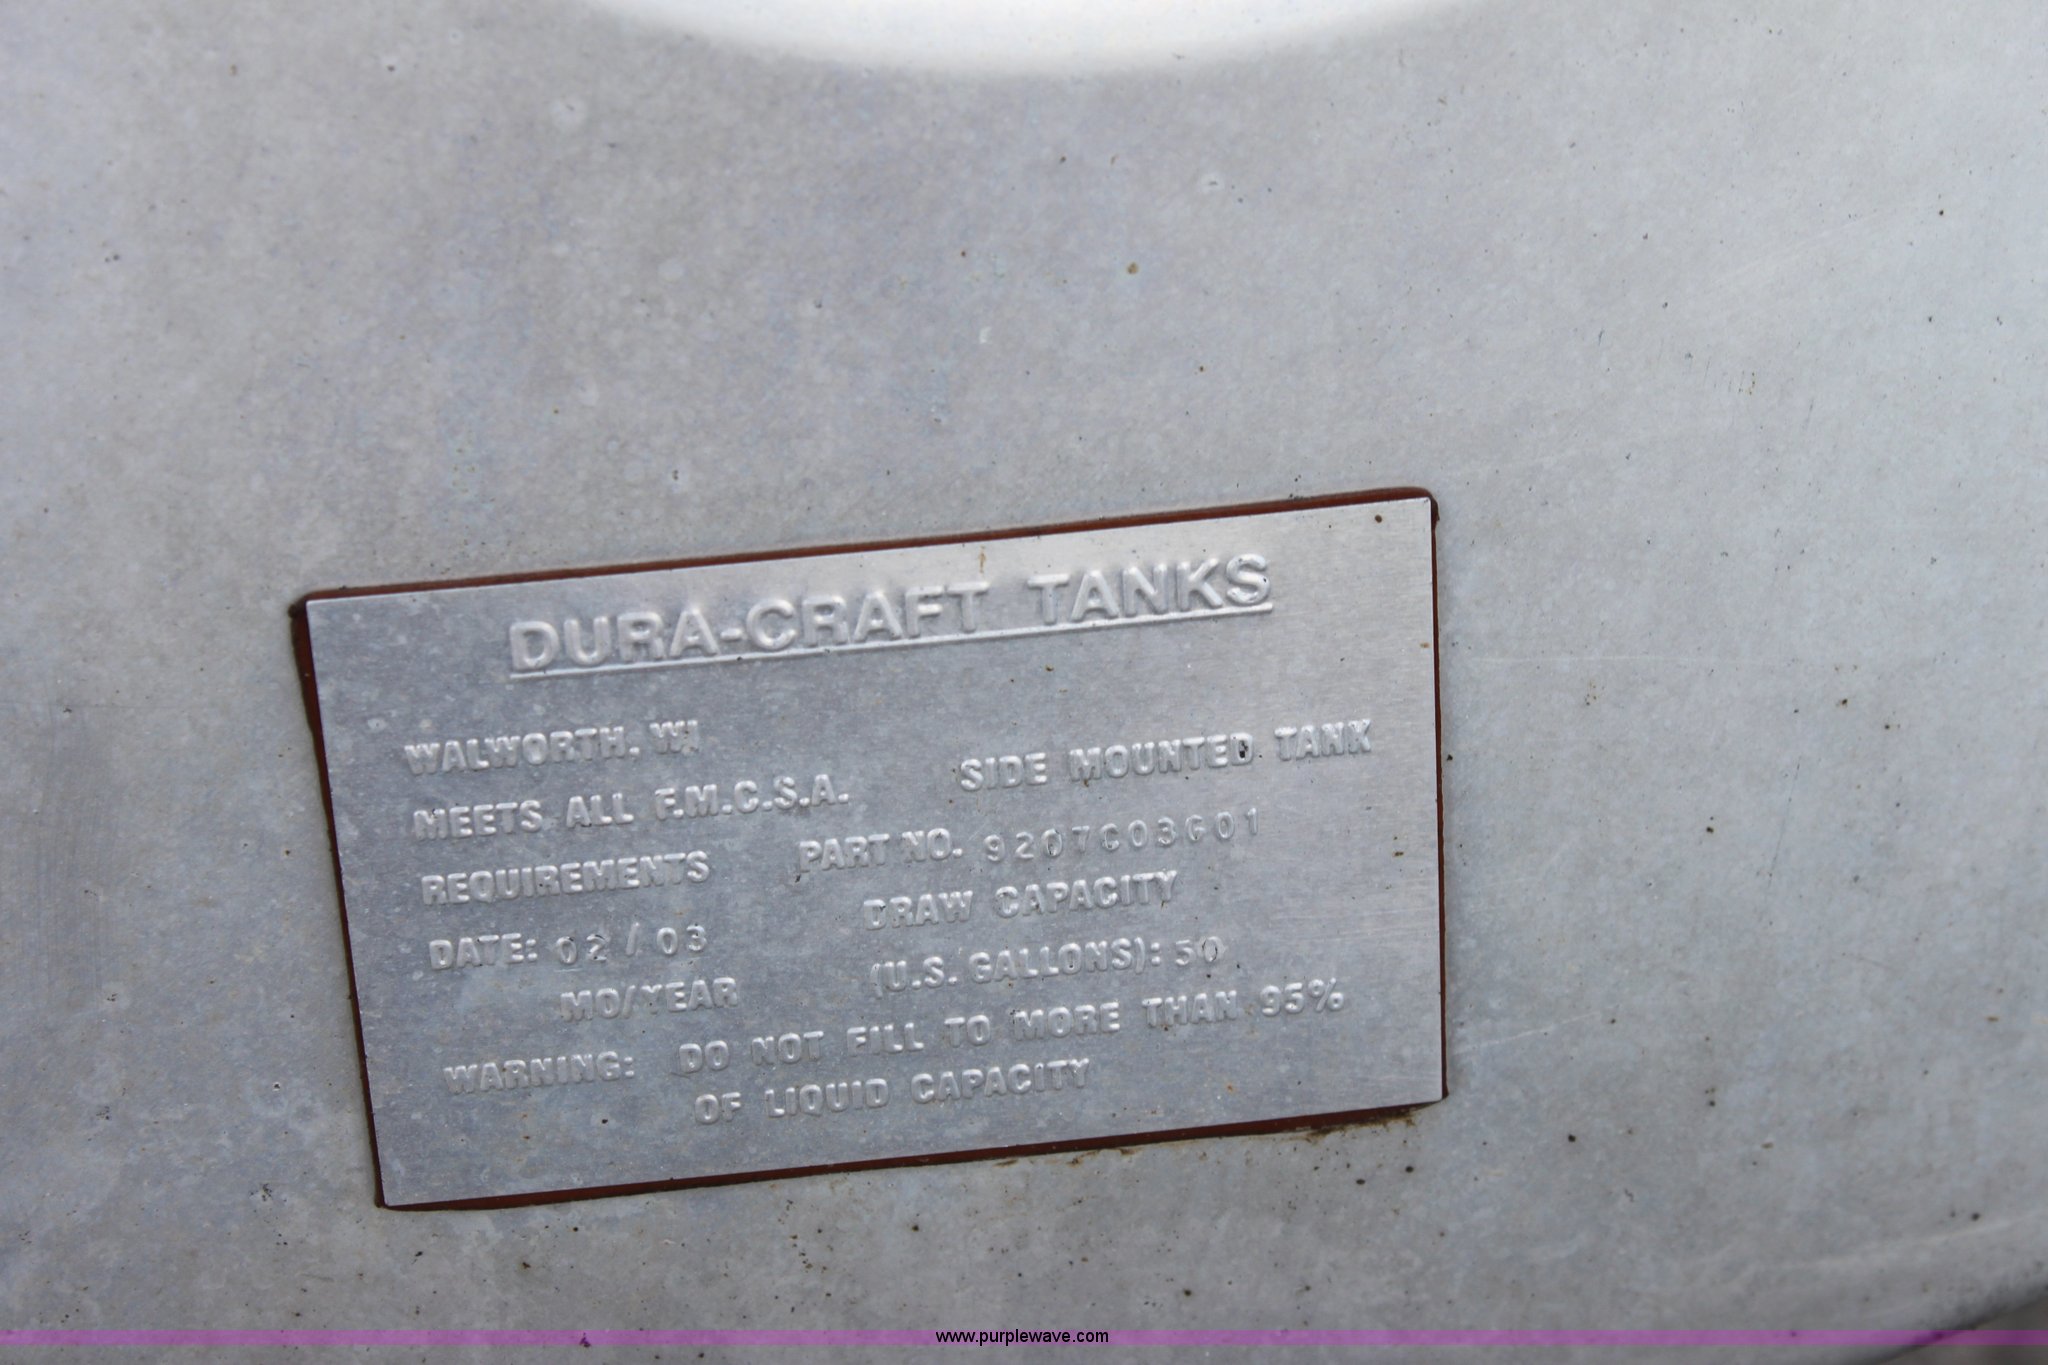 DURA-CRAFT TANKS
WALWORTH, WI
MEETS ALL F.M.C.S.A.
REQUIREMENTS
DATE: 02 / 03
MO/YEAR
SIDE MOUNTED TANK
PART NO. 9207C03G01
DRAW CAPACITY
(U.S. GALLONS): 50
WARNING: DO NOT FILL TO MORE THAN 95%
OF LIQUID CAPACITY
www.purplewave.com